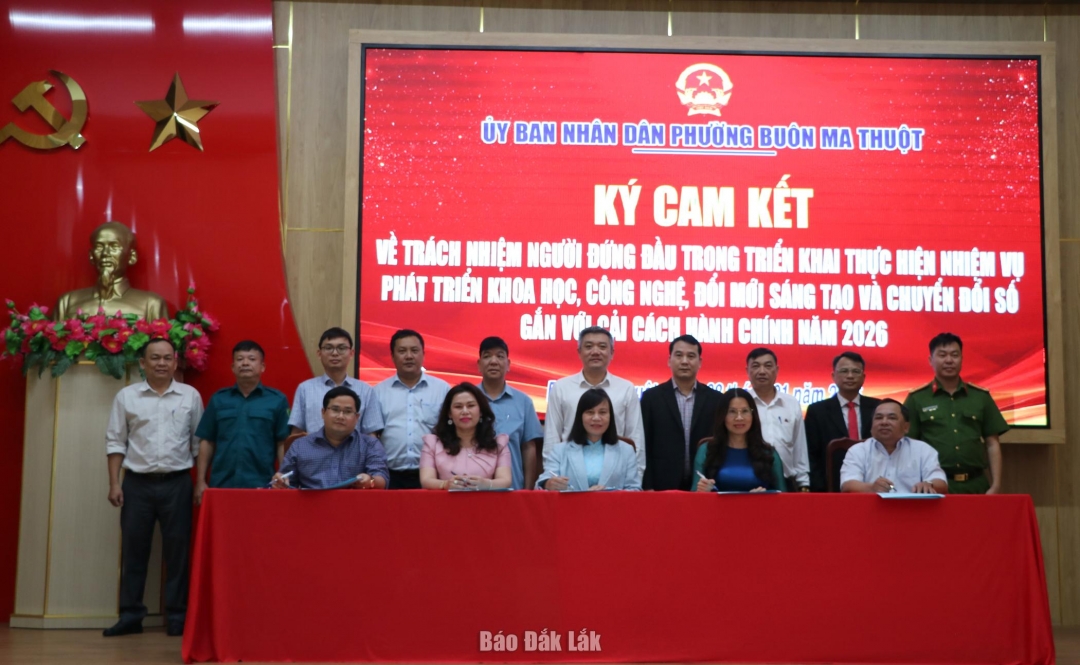 ỦY BAN NHÂN DÂN PHƯỜNG BUÔN MA THUỘT
KÝ CAM KẾT
VỀ TRÁCH NHIỆM NGƯỜI ĐỨNG ĐẦU TRONG TRIỂN KHAI THỰC HIỆN NHIỆM VỤ
PHÁT TRIỂN KHOA HỌC, CÔNG NGHỆ, ĐỔI MỚI SÁNG TẠO VÀ CHUYỂN ĐỔI SỐ
GẮN VỚI CẢI CÁCH HÀNH CHÍNH NĂM 2026
Báo Đắk Lắk